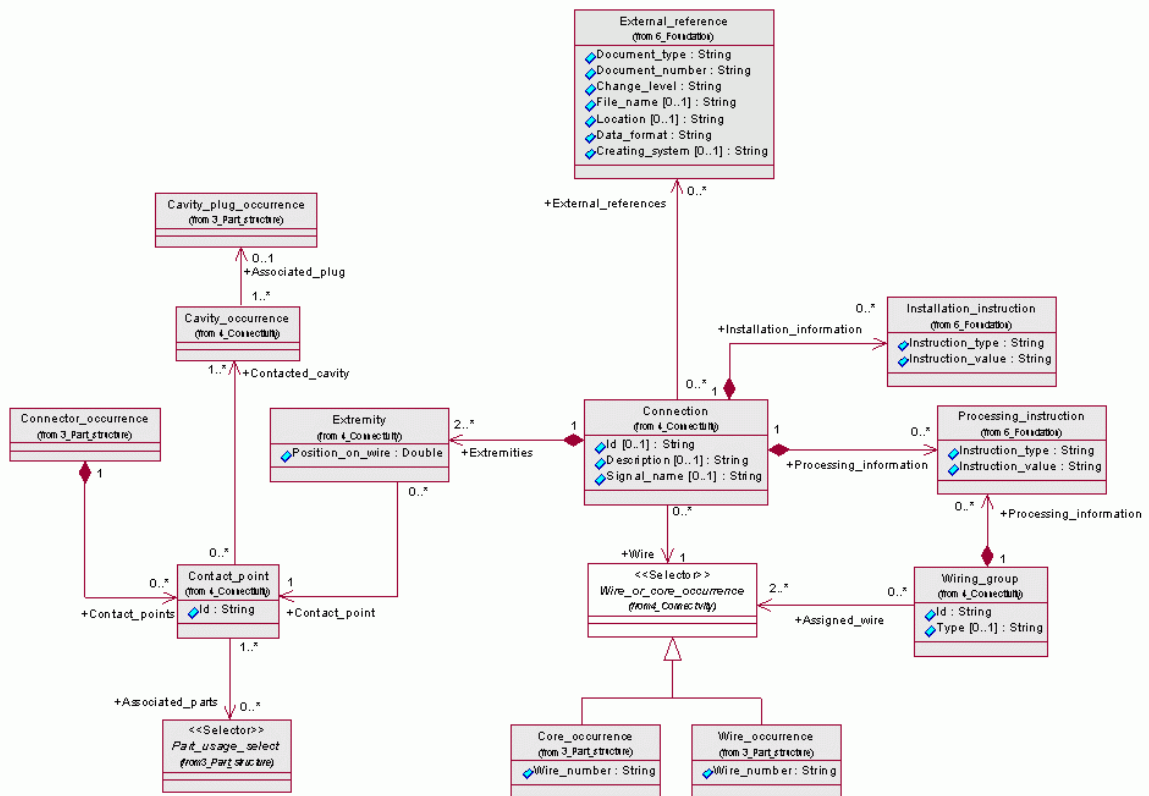 External_reference
(from 6_Foundation)
Document_type : String
Document_number : String
Change_level : String
File_name [0..1] : String
Location [0..1] : String
Data_format : String
Creating_system [0..1] : String
0..*
+External_references
Cavity_plug_occurrence
(from 3_Part_structure)
0..1
+Associated_plug
1..*
Cavity_occurrence
(from 4_Connectivity)
1..*
+Contacted_cavity
0..*
Installation_instruction
(from 6_Foundation)
Instruction_type : String
Instruction_value : String
+Installation_information
0..*
1
Connector_occurrence
(from 3_Part_structure)
1
Extremity
(from 4_Connectivity)
Position_on_wire : Double
2..*
1
+Extremities
0..*
Connection
(from 4_Connectivity)
Id [0..1] : String
Description [0..1] : String
Signal_name [0..1] : String
1
0..*
+Processing_information
Processing_instruction
(from 6_Foundation)
Instruction_type : String
Instruction_value : String
0..*
+Processing_information
0..*
+Wire
1
0..*
0..*
+Contact_points
Contact_point
(from 4_Connectivity)
Id : String
1
+Contact_point
1..*
<<Selector>>
Wire_or_core_occurrence
(from4_Connectivity)
2..*
0..*
+Assigned_wire
1
Wiring_group
(from 4_Connectivity)
Id : String
Type [0..1] : String
+Associated_parts
0..*
<<Selector>>
Part_usage_select
(from3_Part_structure)
Core_occurrence
(from 3_Part_structure)
Wire_number : String
Wire_occurrence
(from 3_Part_structure)
Wire_number : String